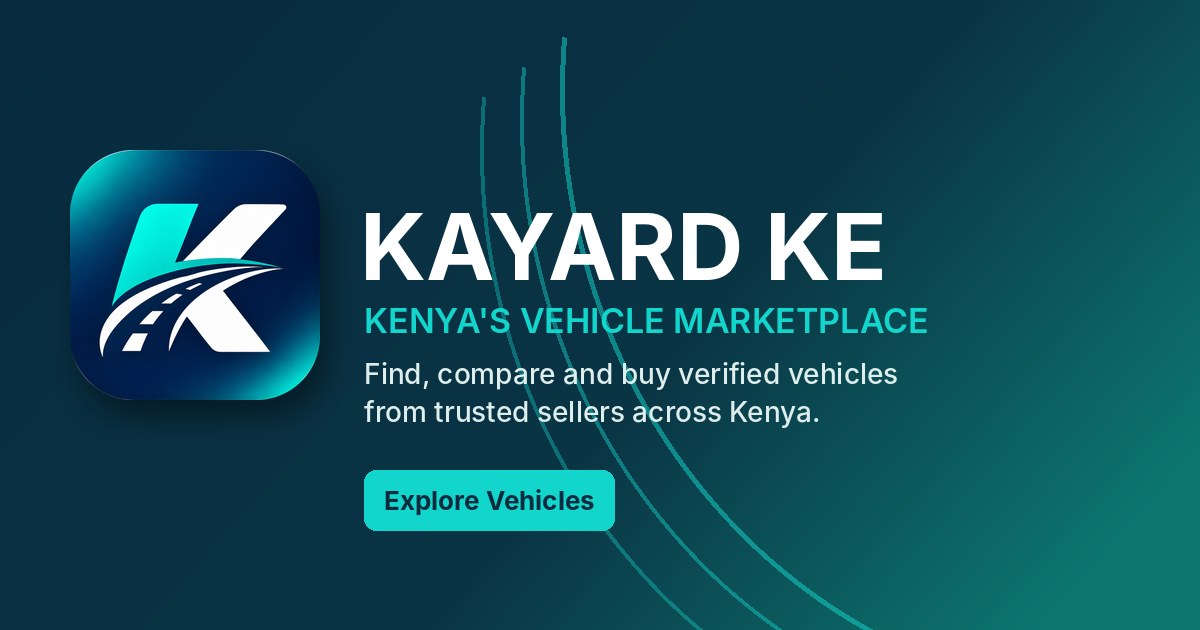 KAYARD KE
KENYA'S VEHICLE MARKETPLACE
Find, compare and buy verified vehicles
from trusted sellers across Kenya.
Explore Vehicles